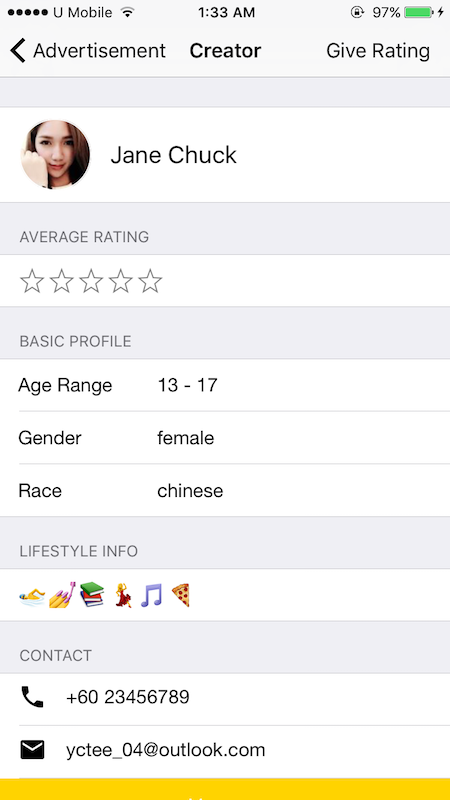 U Mobile 1:33 AM 97%
Advertisement Creator Give Rating
Jane Chuck
AVERAGE RATING
BASIC PROFILE
Age Range 13 - 17
Gender female
Race chinese
LIFESTYLE INFO
CONTACT
+60 23456789
yctee_04@outlook.com